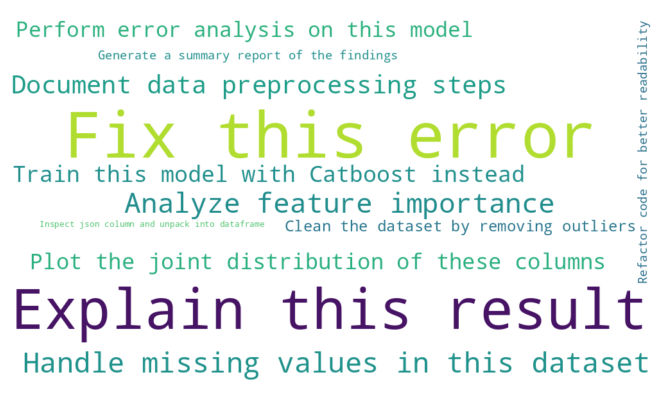 Perform error analysis on this model
Generate a summary report of the findings
Document data preprocessing steps
Fix this error
Train this model with Catboost instead
Analyze feature importance
Inspect json column and unpack into dataframe
Clean the dataset by removing outliers
Plot the joint distribution of these columns
Explain this result
Handle missing values in this dataset
Refactor code for better readability